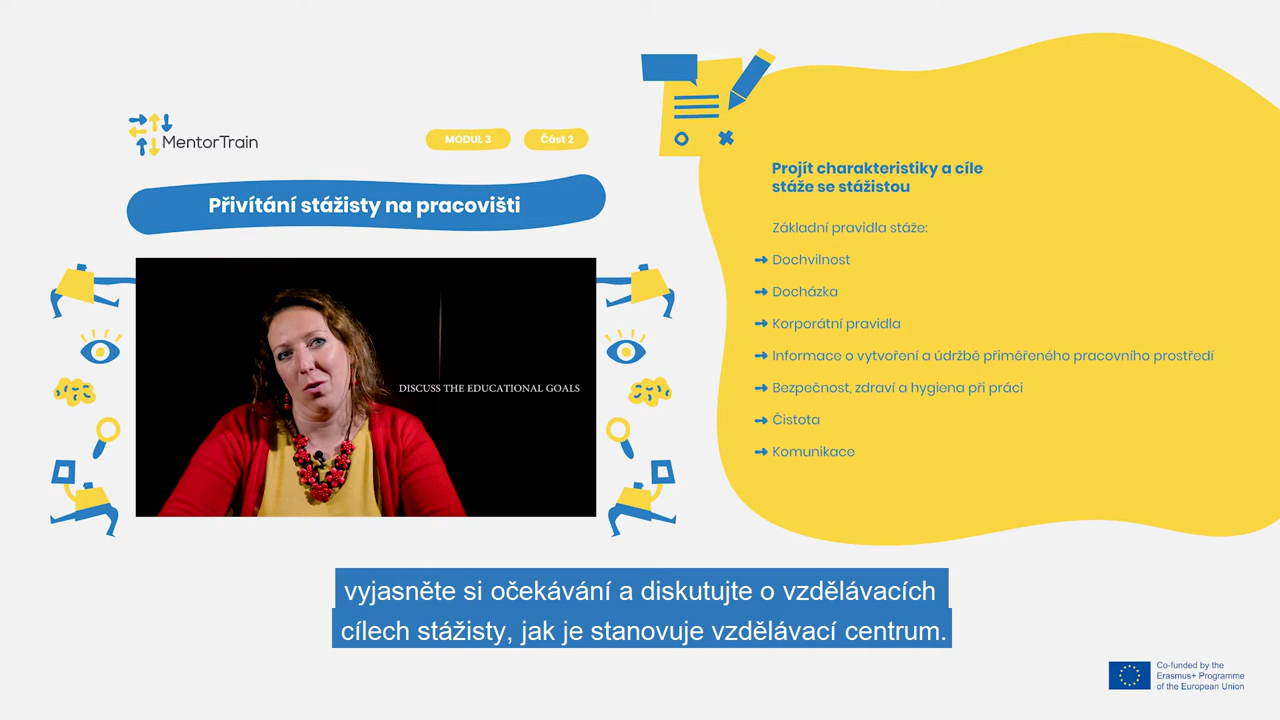 MentorTrain
MODUL 3
Část 2
Přivítání stážisty na pracovišti
DISCUSS THE EDUCATIONAL GOALS
Projít charakteristiky a cíle
stáže se stážistou
Základní pravidla stáže:
Dochvilnost
Docházka
Korporátní pravidla
Informace o vytvoření a údržbě přiměřeného pracovního prostředí
Bezpečnost, zdraví a hygiena při práci
Čistota
Komunikace
vyjasněte si očekávání a diskutujte o vzdělávacích
cílech stážisty, jak je stanovuje vzdělávací centrum.
Co-funded by the
Erasmus+ Programme
of the European Union